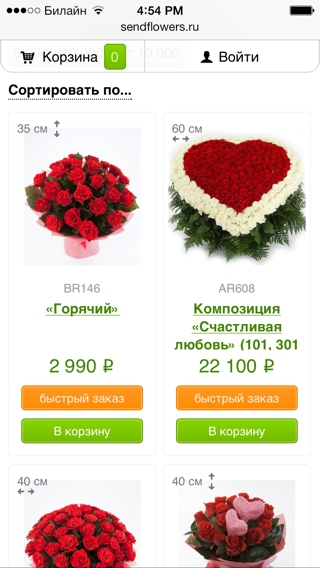 Билайн 4:54 PM
sendflowers.ru
Корзина 0 Войти
Сортировать по...
35 см
60 см
BR146
AR608
«Горячий»
Композиция
«Счастливая
любовь» (101, 301
2 990 ₽
22 100 ₽
быстрый заказ
быстрый заказ
В корзину
В корзину
40 см
40 см